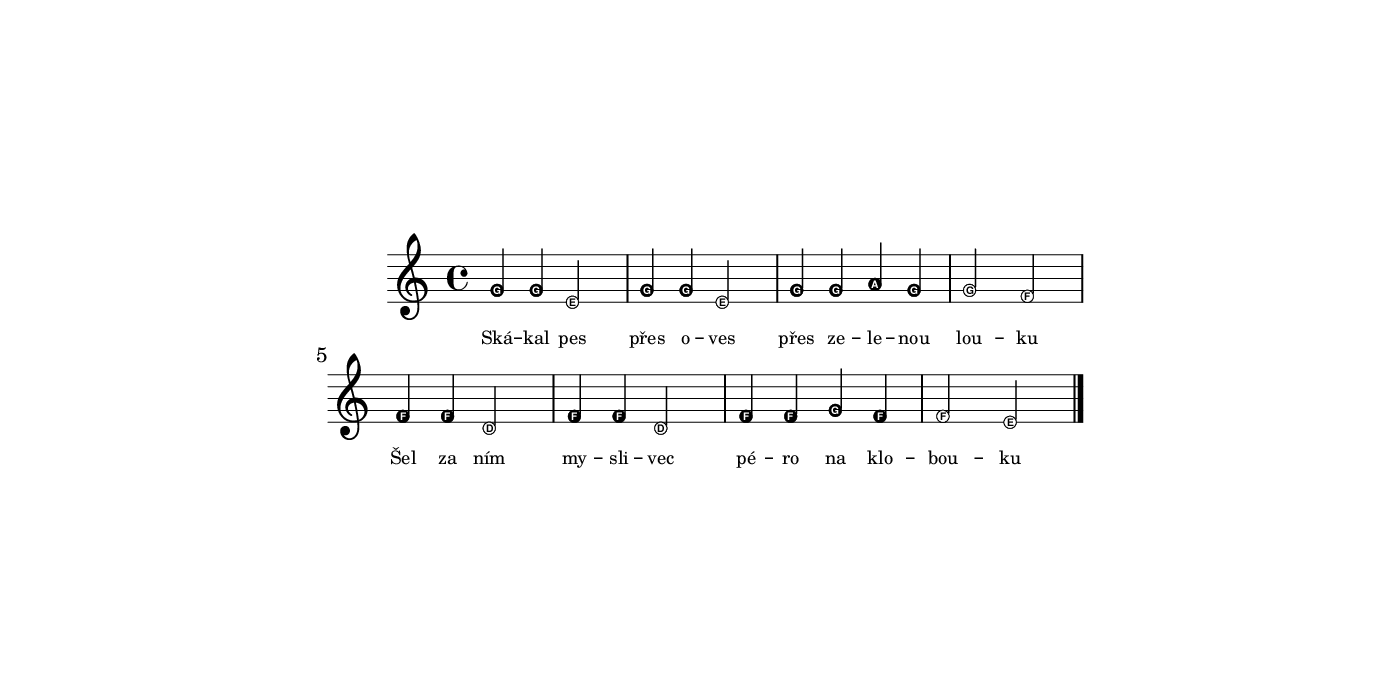 G G E G G E G G A G G F
Ská – kal pes přes o – ves přes ze – le – nou lou – ku
5
F F D F F D F F G F F E
Šel za ním my – sli – vec pé – ro na klo – bou – ku